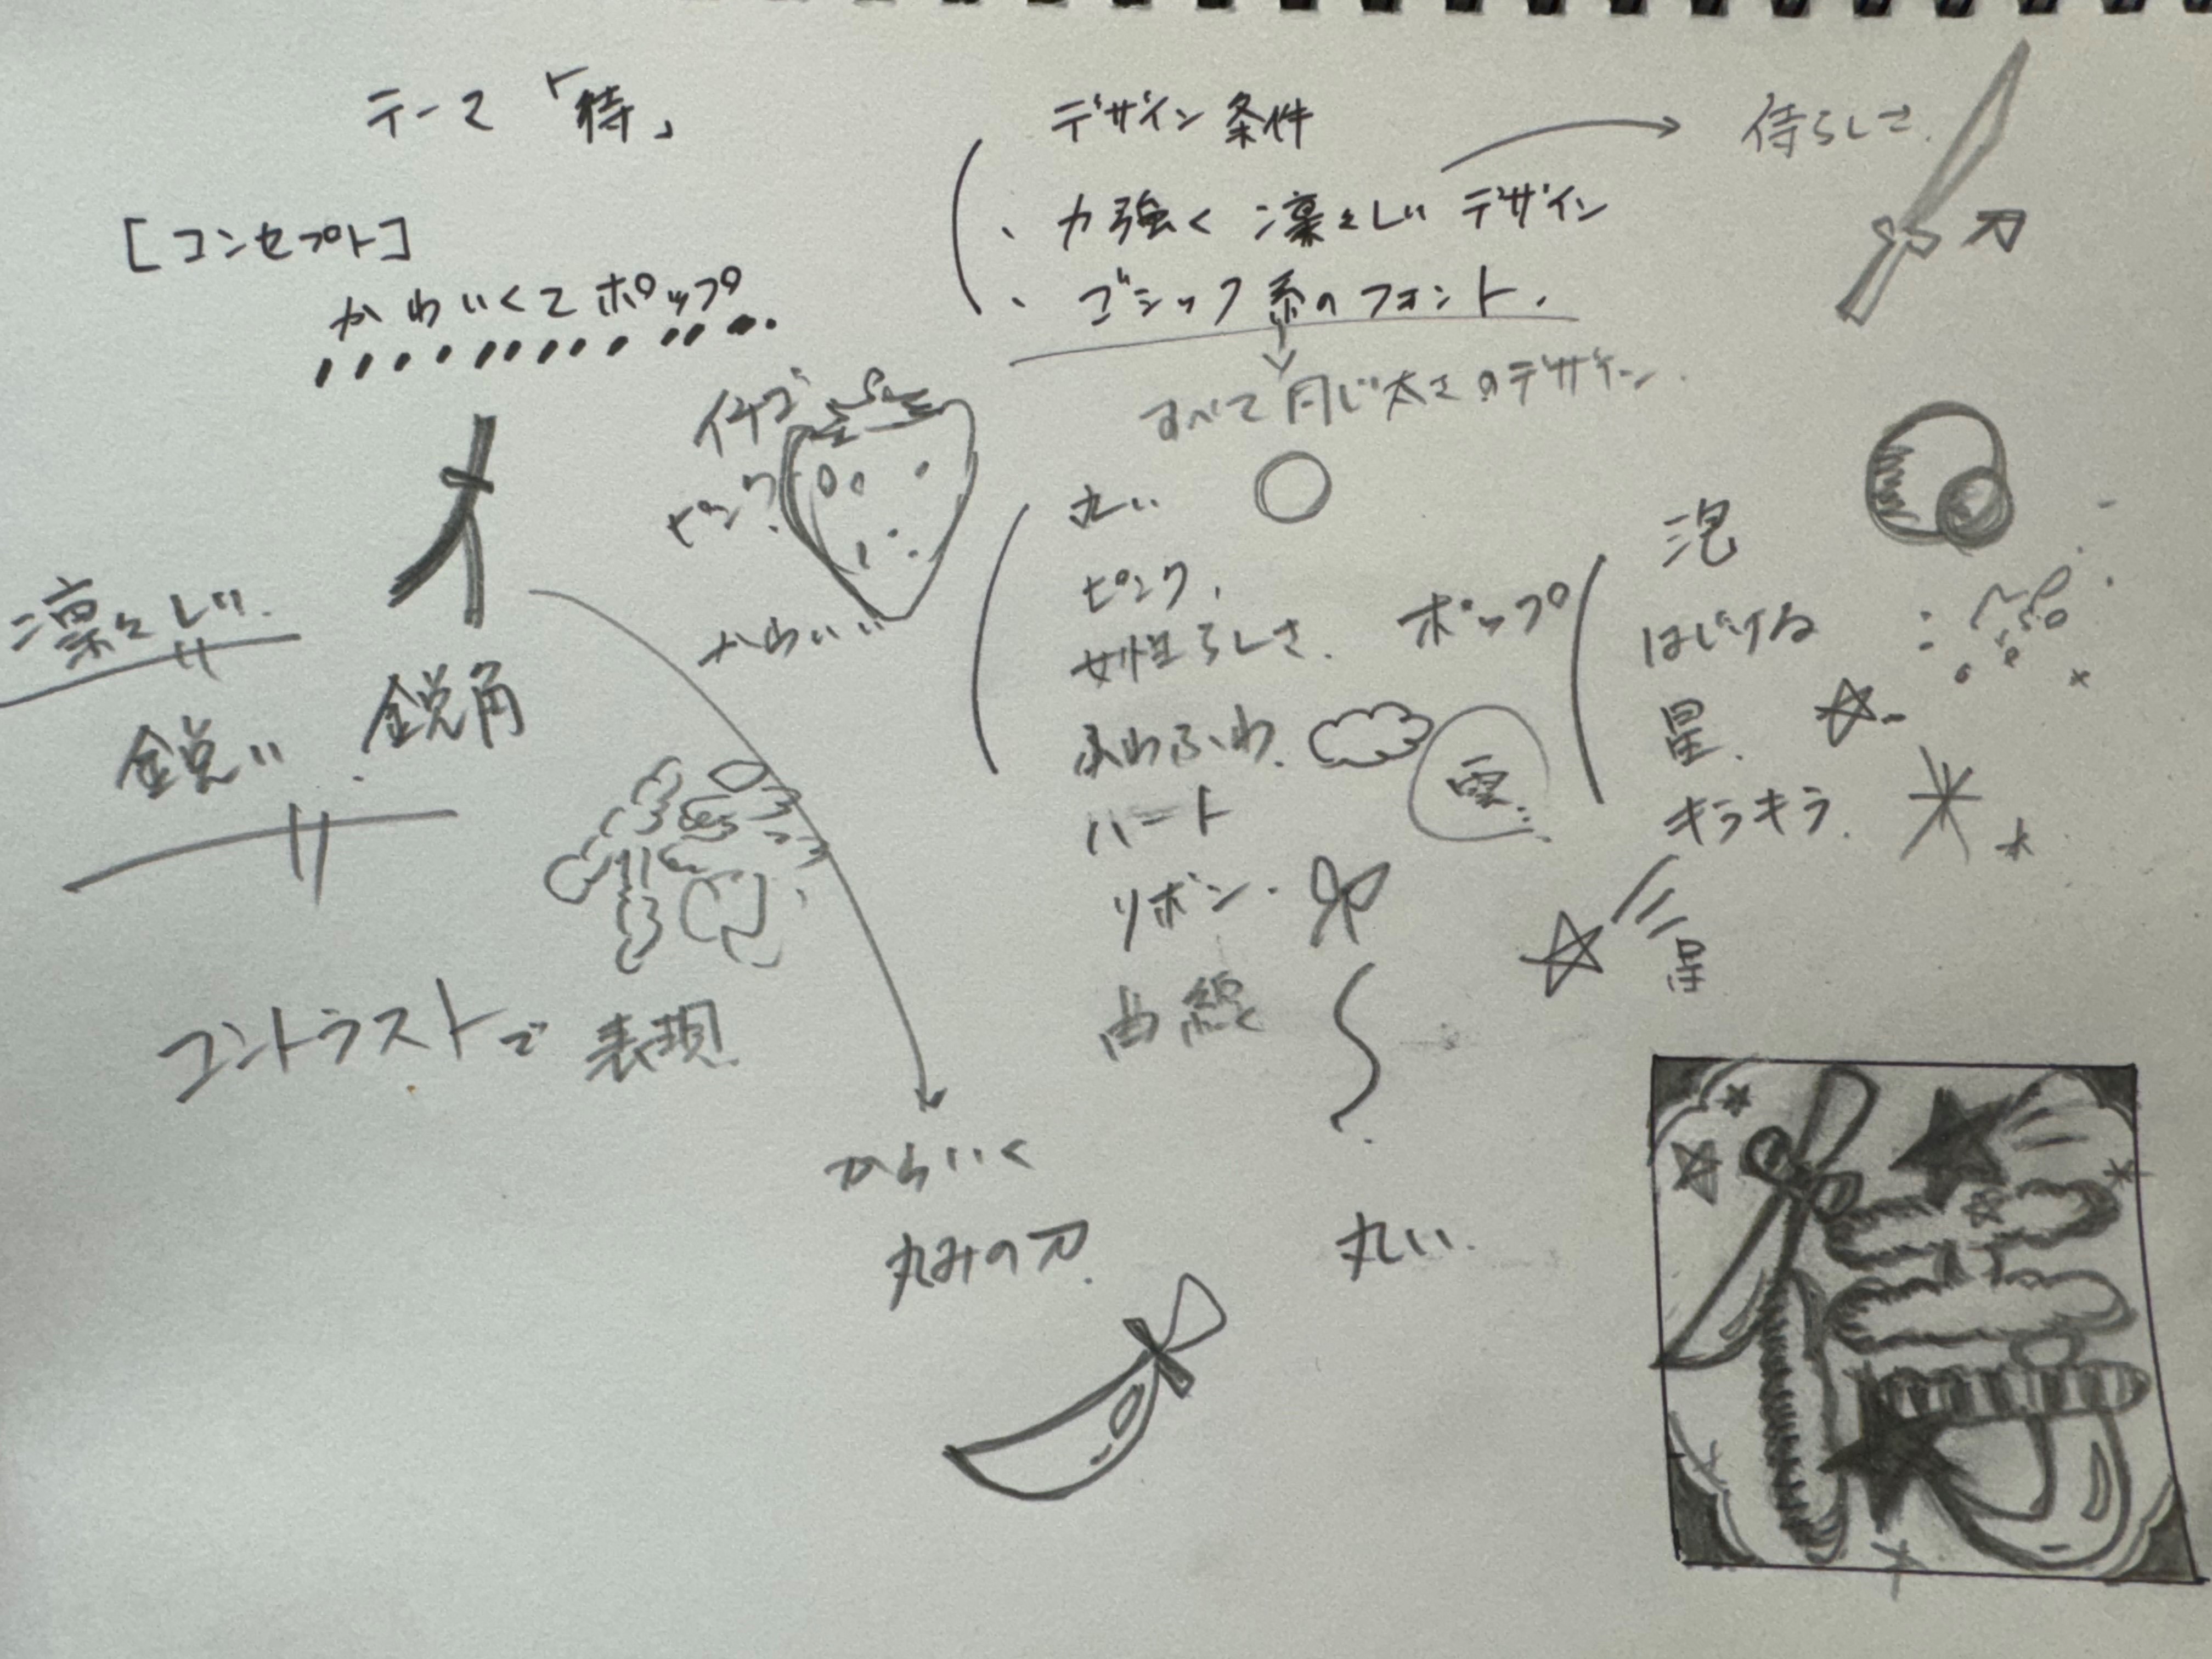 テーマ「侍」
[コンセプト]
かわいくてポップ
デザイン条件
、力強く凛々しいデザイン
、ゴシック系のフォント.
侍らしさ.
刀
すべて同じ太さのデザイン.
イチゴ
ピンク.
かわいい
凛々しい.
鋭い
鋭角
コントラストで表現
丸い
ピンク.
女性らしさ.
ふわふわ.
雲.
ハート
リボン.
曲線
ポップ
泡
はじける
星.
キラキラ.
星
かわいく
丸みの刀.
丸い.
侍